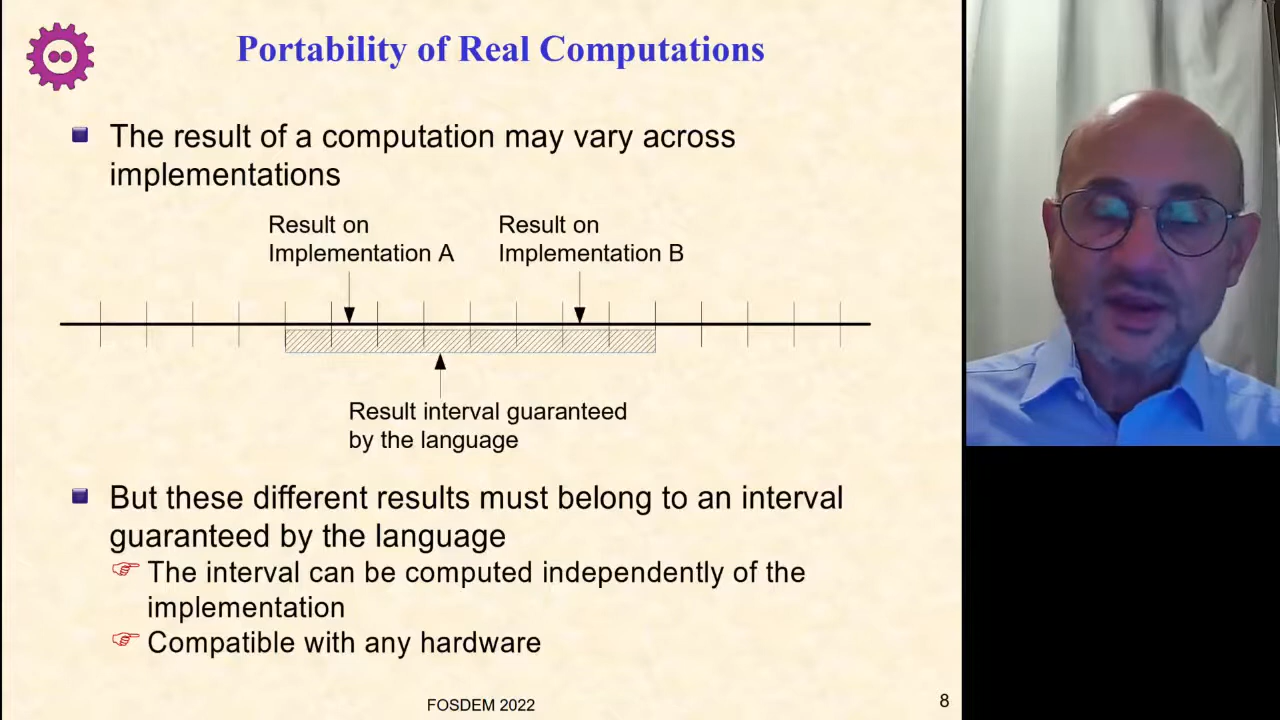 Portability of Real Computations
The result of a computation may vary across
implementations
Result on
Implementation A
Result on
Implementation B
Result interval guaranteed
by the language
But these different results must belong to an interval
guaranteed by the language
The interval can be computed independently of the
implementation
Compatible with any hardware
FOSDEM 2022
8